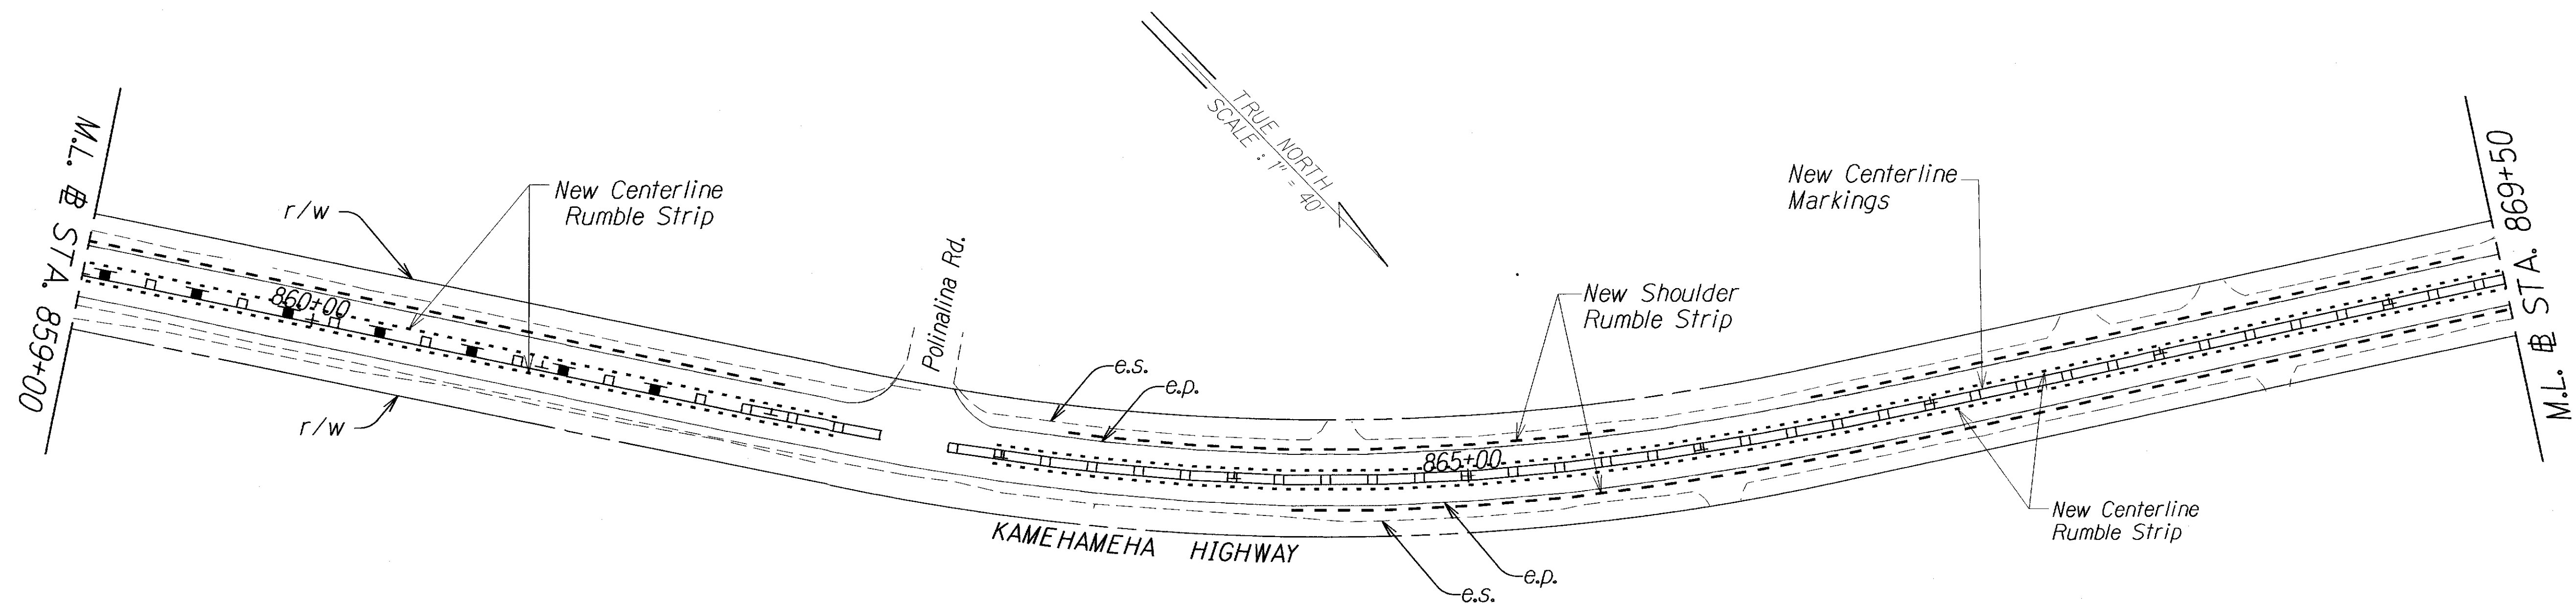 TRUE NORTH
SCALE : 1" = 40'
M.L. ⅊ STA. 859+00
r/w
New Centerline
Rumble Strip
860+00
r/w
Polinalina Rd.
e.s.
e.p.
New Shoulder
Rumble Strip
865+00
New Centerline
Markings
M.L. ⅊ STA. 869+50
New Centerline
Rumble Strip
KAMEHAMEHA HIGHWAY
e.p.
e.s.